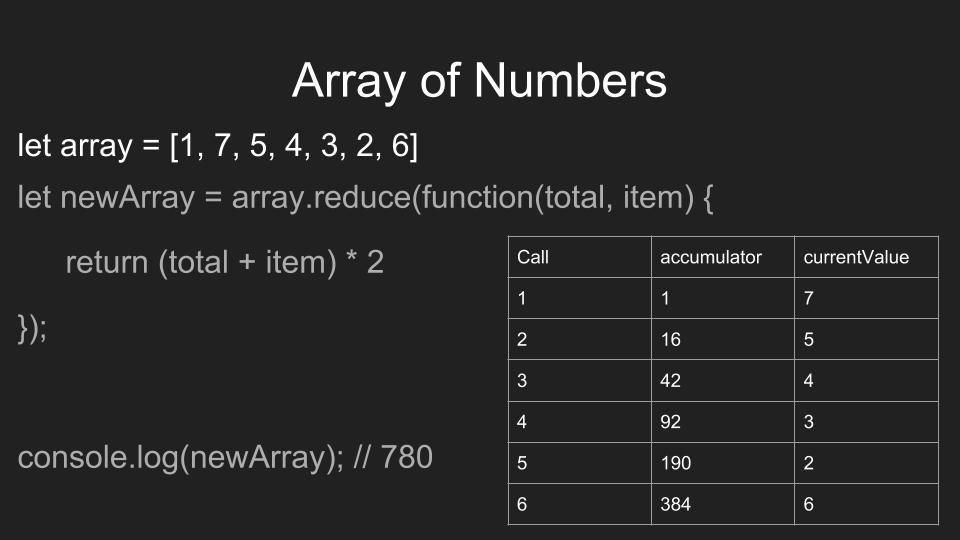 Array of Numbers
let array = [1, 7, 5, 4, 3, 2, 6]
let newArray = array.reduce(function(total, item) {
return (total + item) * 2
});
console.log(newArray); // 780
Call accumulator currentValue
1 1 7
2 16 5
3 42 4
4 92 3
5 190 2
6 384 6